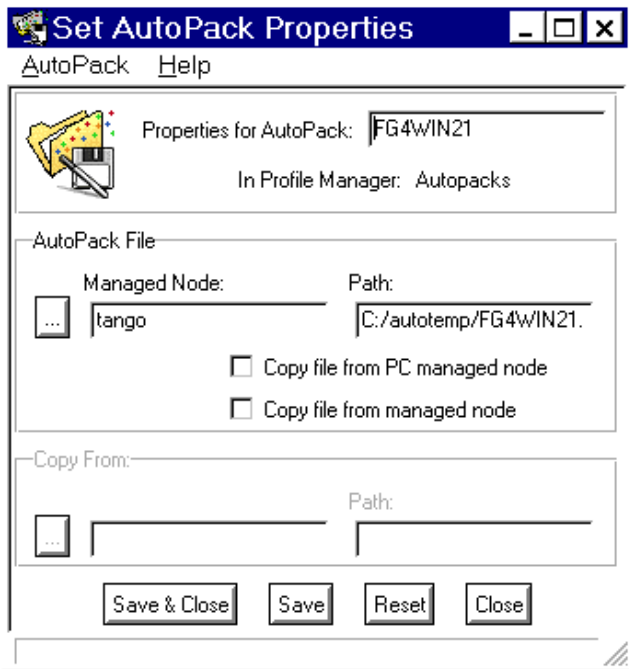 Set AutoPack Properties
AutoPack Help
Properties for AutoPack: FG4WIN21
In Profile Manager: Autopacks
AutoPack File
Managed Node: Path:
... tango C:/autotemp/FG4WIN21.
Copy file from PC managed node
Copy file from managed node
Copy From:
Path:
...
Save & Close Save Reset Close